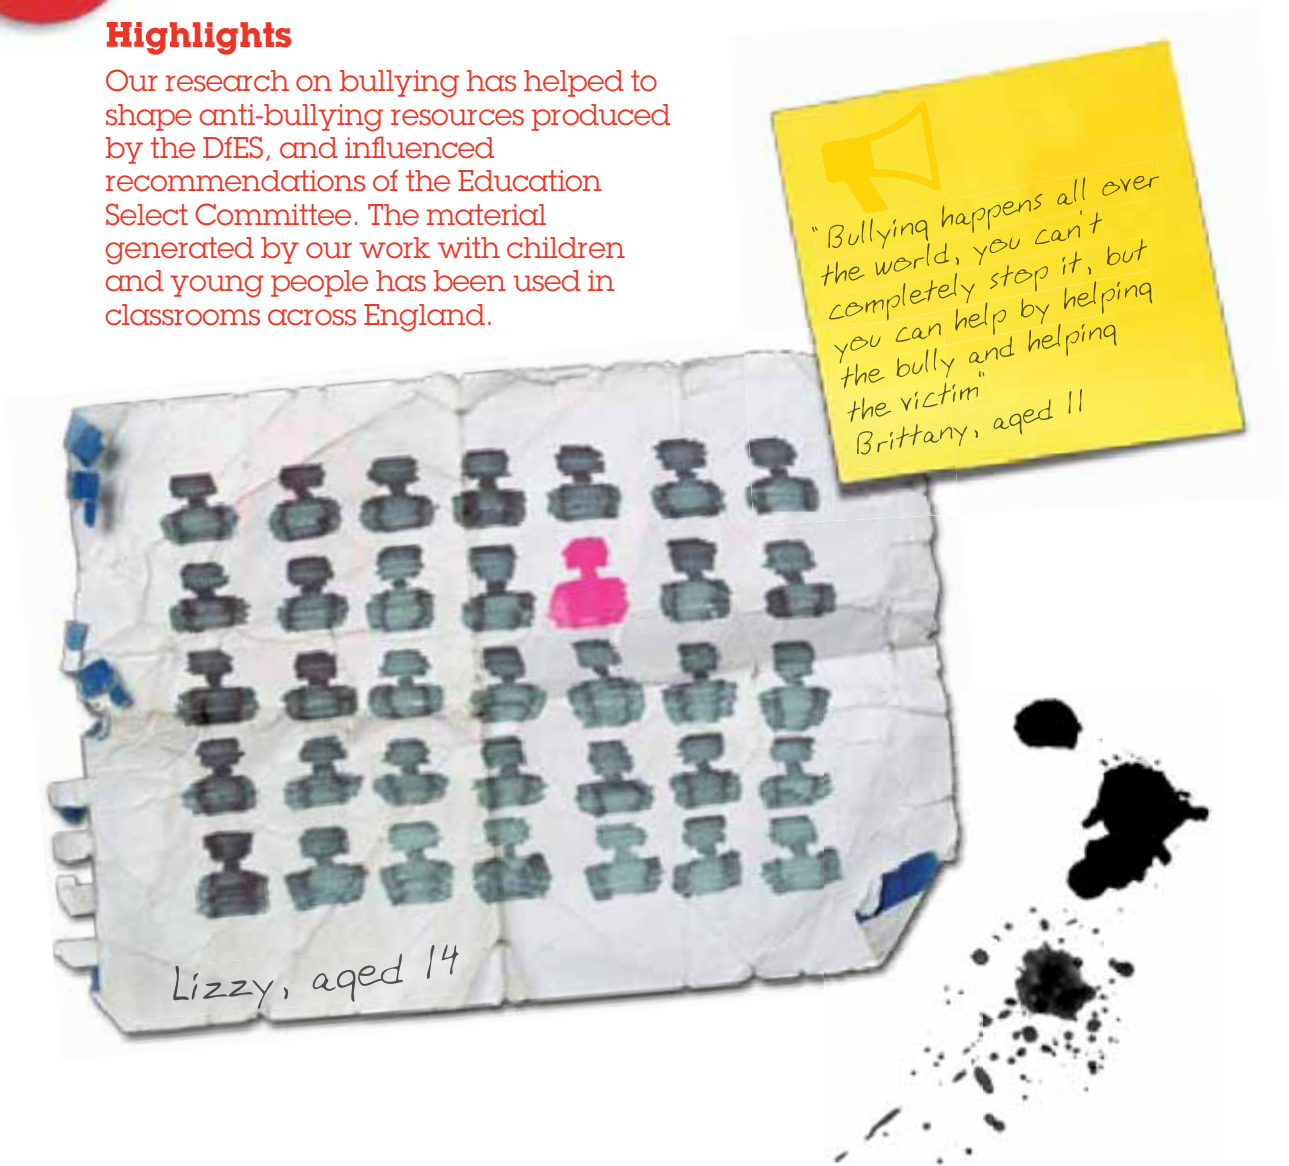 Highlights
Our research on bullying has helped to
shape anti-bullying resources produced
by the DfES, and influenced
recommendations of the Education
Select Committee. The material
generated by our work with children
and young people has been used in
classrooms across England.
"Bullying happens all over
the world, you can't
completely stop it, but
you can help by helping
the bully and helping
the victim"
Brittany, aged 11
Lizzy, aged 14